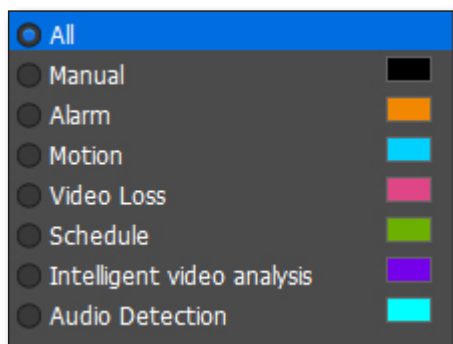 All
Manual
Alarm
Motion
Video Loss
Schedule
Intelligent video analysis
Audio Detection